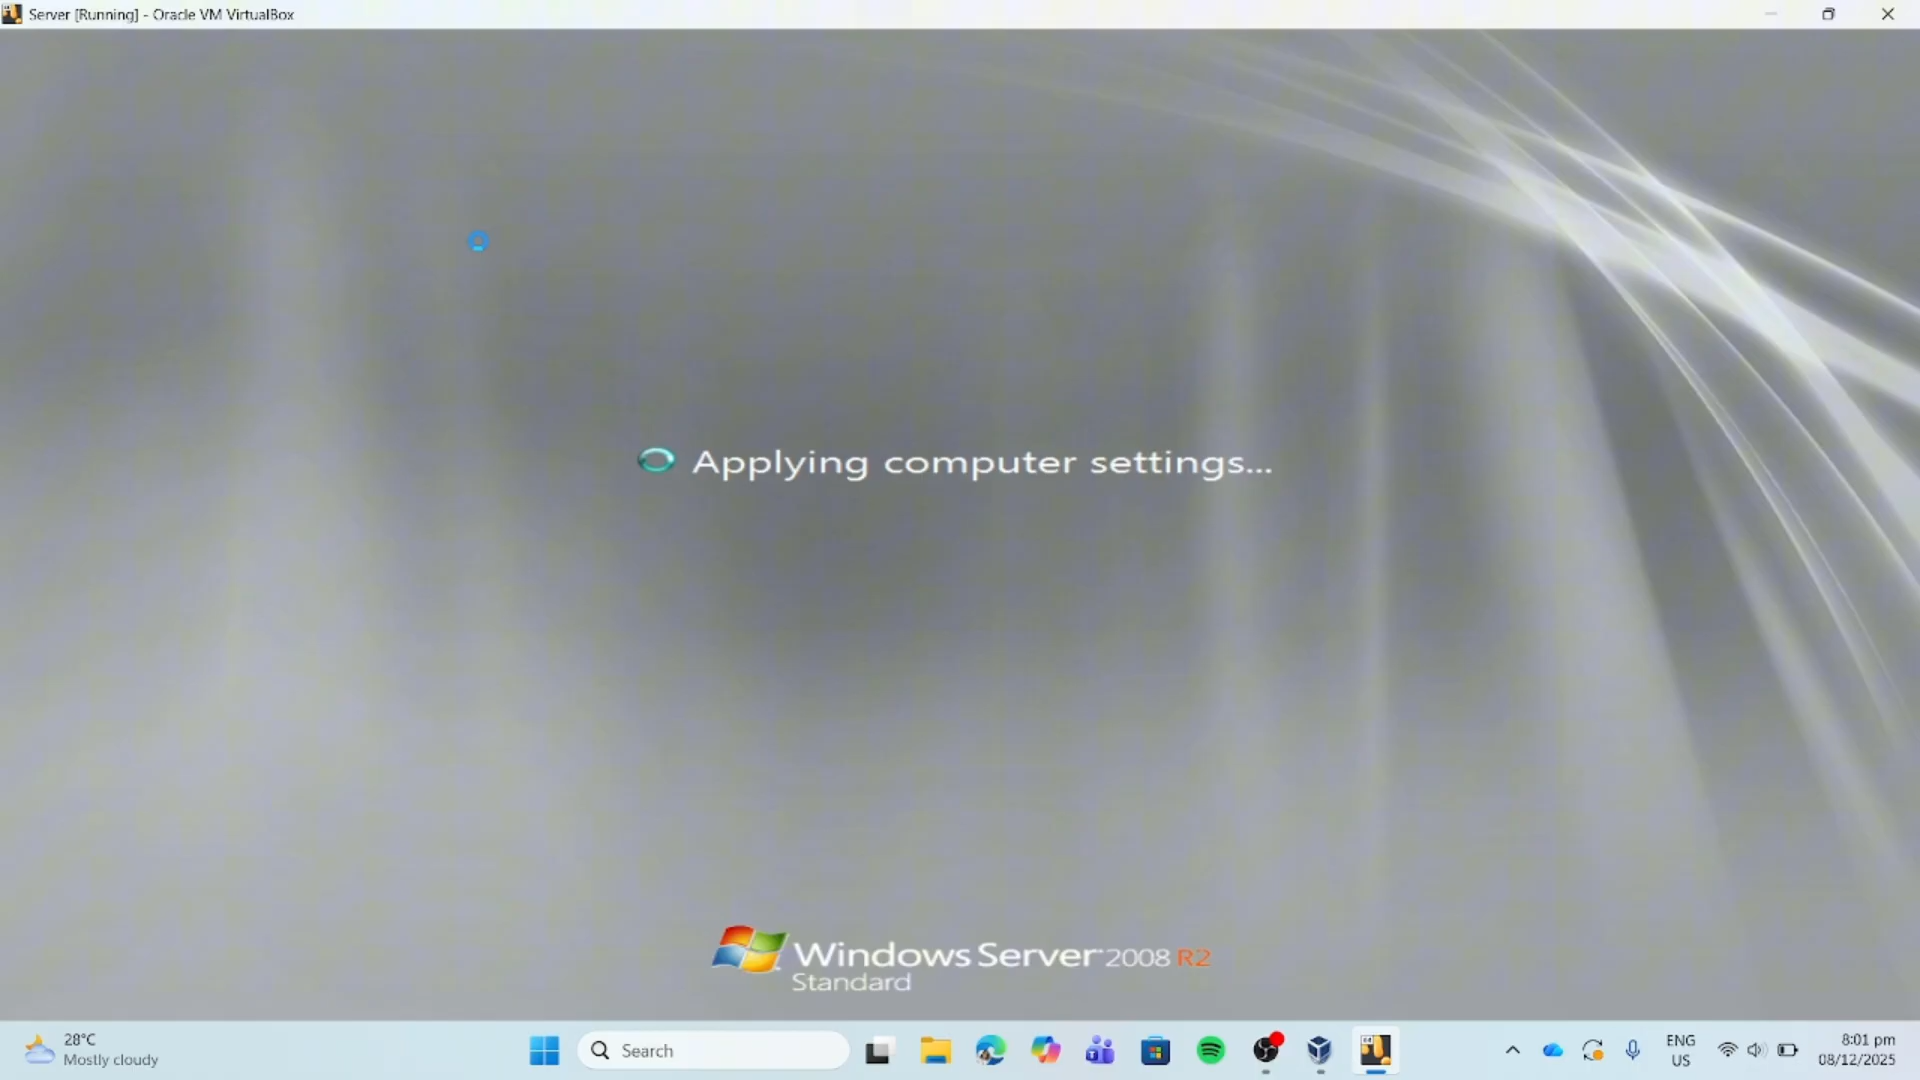 Server [Running] - Oracle VM VirtualBox
Applying computer settings...
Windows Server 2008 R2
Standard
28°C
Mostly cloudy
Search
ENG
US
8:01 pm
08/12/2025